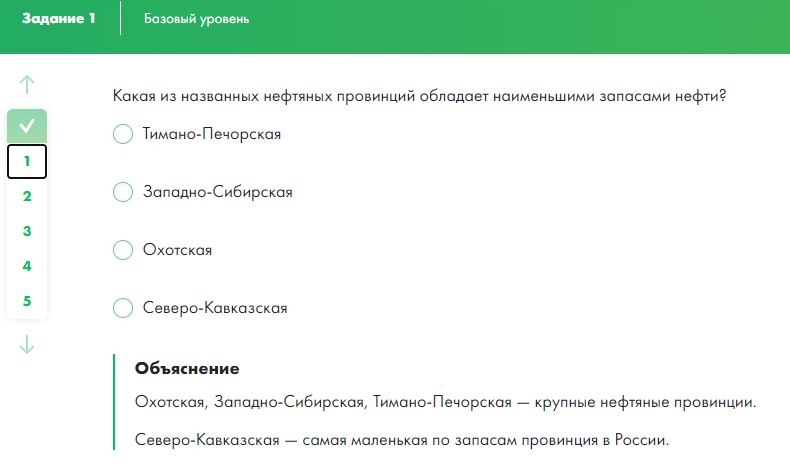 Задание 1
Базовый уровень
Какая из названных нефтяных провинций обладает наименьшими запасами нефти?
1
Тимано-Печорская
2
Западно-Сибирская
3
Охотская
4
5
Северо-Кавказская
Объяснение
Охотская, Западно-Сибирская, Тимано-Печорская — крупные нефтяные провинции.
Северо-Кавказская — самая маленькая по запасам провинция в России.